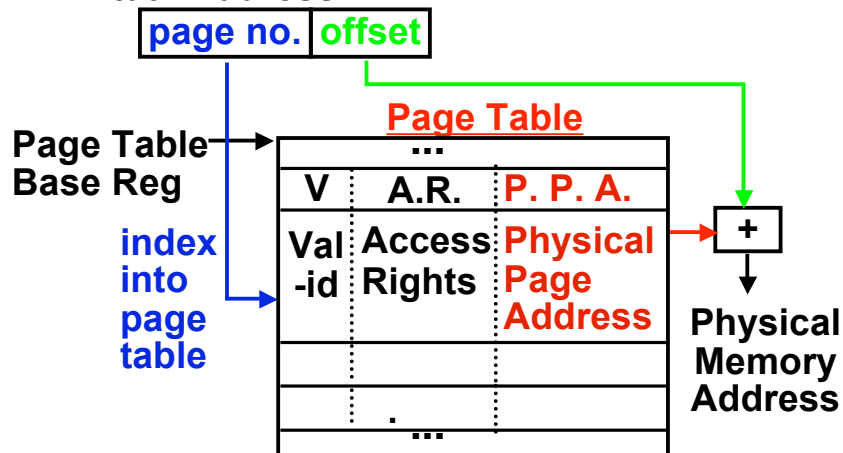 page no. offset
Page Table
...
Page Table
Base Reg
V A.R. P. P. A.
Val
-id
Access
Rights
Physical
Page
Address
+
index
into
page
table
Physical
Memory
Address
.
...